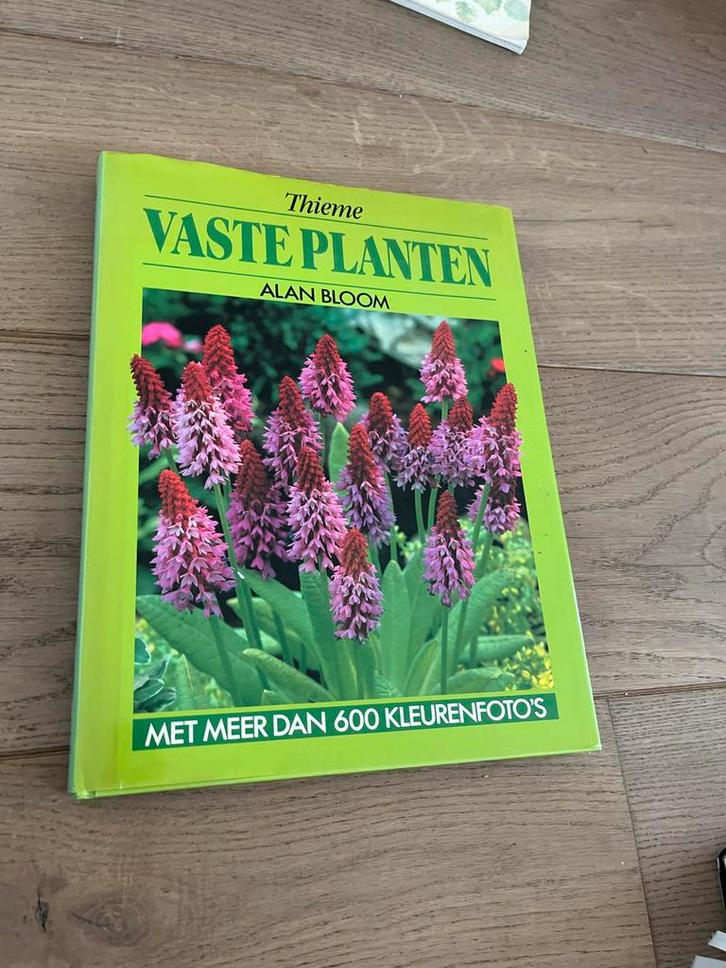 Thieme
VASTE PLANTEN
ALAN BLOOM
MET MEER DAN 600 KLEURENFOTO'S